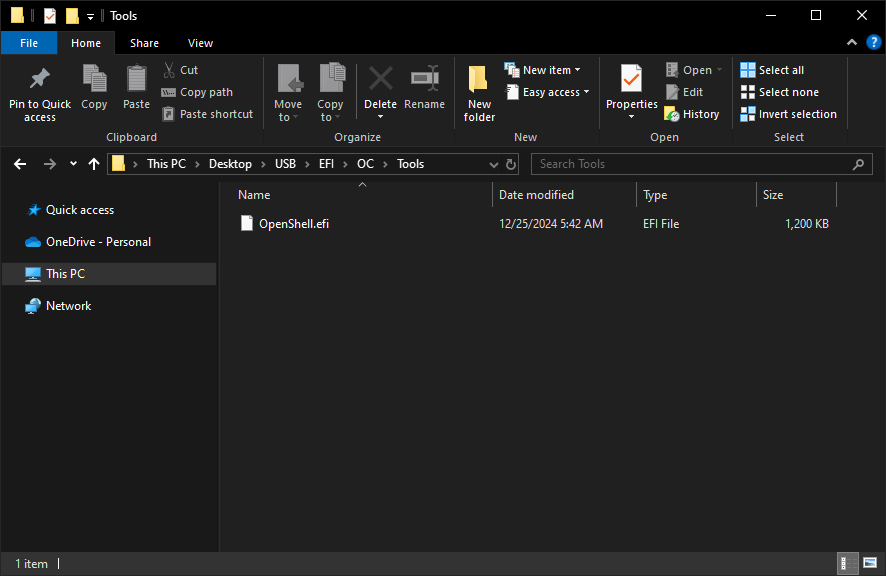 Tools
File Home Share View
Pin to Quick access
Copy
Paste
Cut
Copy path
Paste shortcut
Clipboard
Move to
Copy to
Delete
Rename
Organize
New folder
New item
Easy access
New
Properties
Open
Edit
History
Open
Select all
Select none
Invert selection
Select
This PC > Desktop > USB > EFI > OC > Tools
Search Tools
Name Date modified Type Size
OpenShell.efi 12/25/2024 5:42 AM EFI File 1,200 KB
Quick access
OneDrive - Personal
This PC
Network
1 item